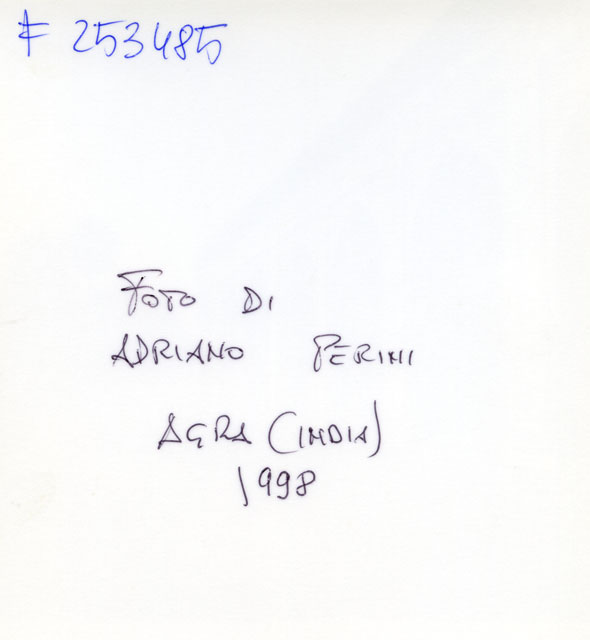 F 253485
FOTO DI
ADRIANO PERINI
AGRA (INDIA)
1998